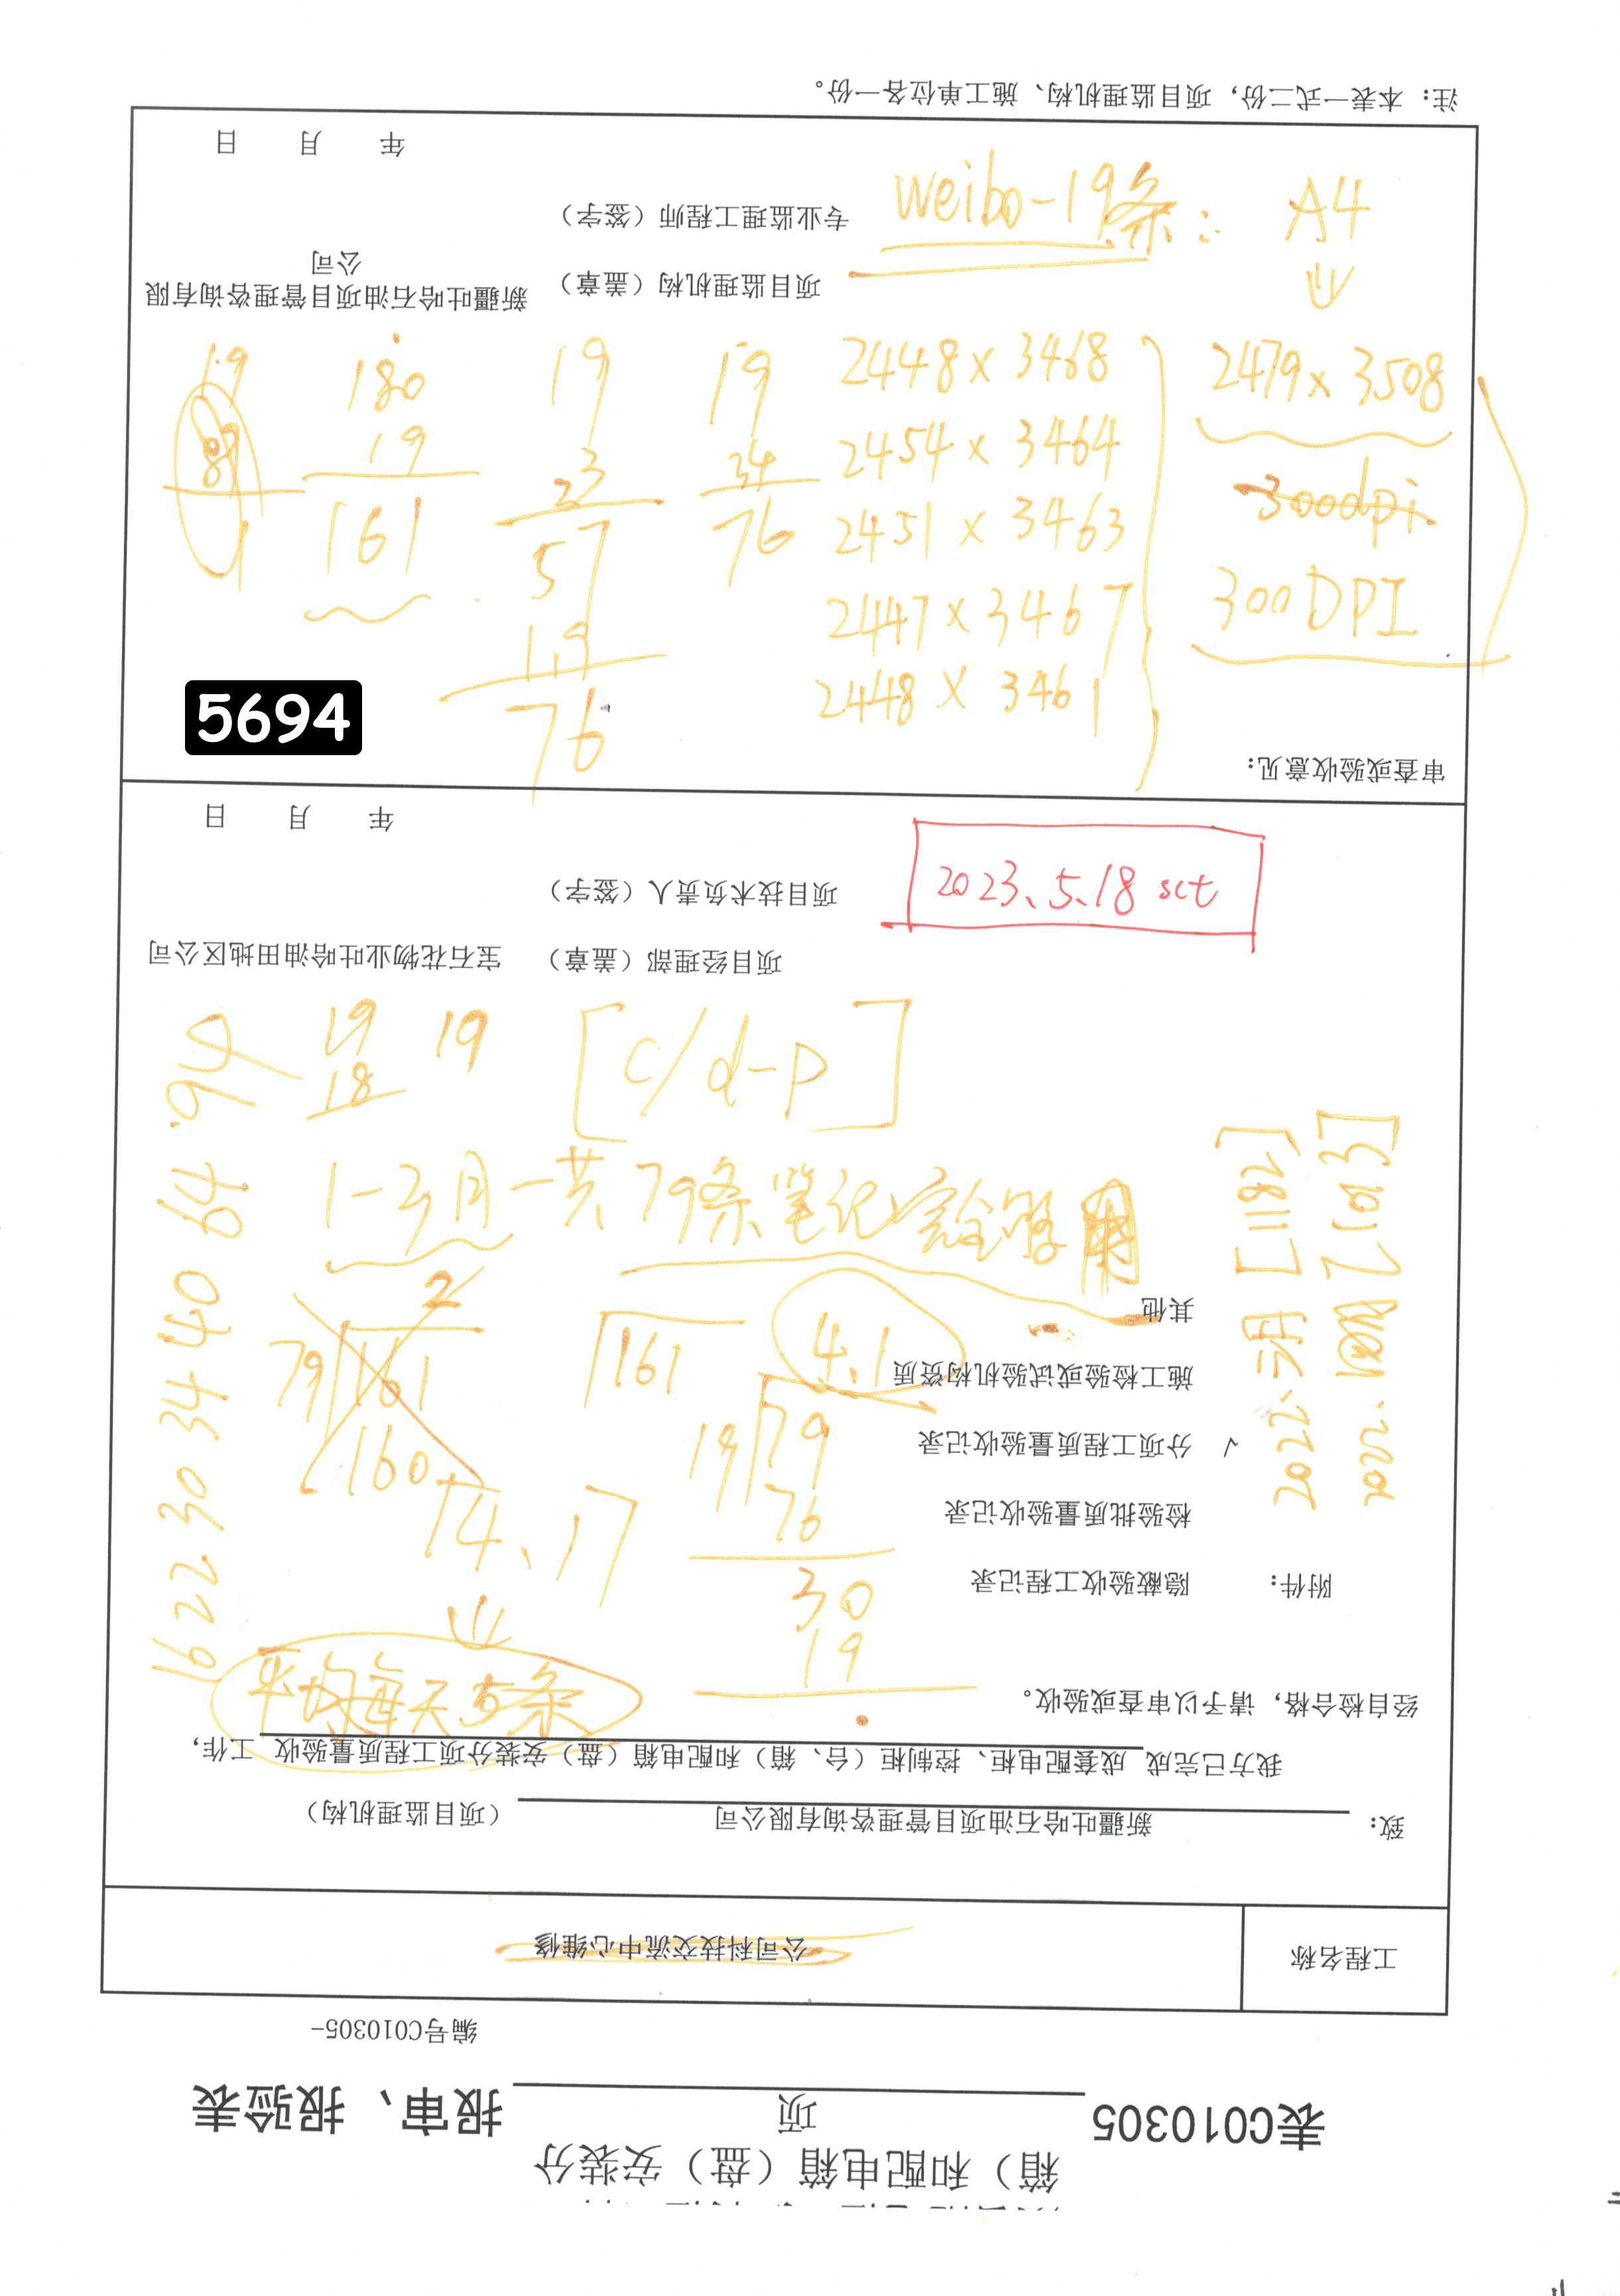 表C010305
箱）和配电箱（盘）安装分
项
报审、报验表
编号C010305-
工程名称
公司科技交流中心维修
致：
新疆吐哈石油项目管理咨询有限公司
（项目监理机构）
我方已完成 成套配电柜、控制柜（台、箱）和配电箱（盘）安装分项工程质量验收 工作，
经自检合格，请予以审查或验收。
附件：
隐蔽验收工程记录
检验批质量验收记录
√ 分项工程质量验收记录
施工检验或试验机构资质
其他
项目经理部（盖章）
宝石花物业吐哈油田地区公司
项目技术负责人（签字）
年 月 日
审查或验收意见：
项目监理机构（盖章）
新疆吐哈石油项目管理咨询有限
公司
专业监理工程师（签字）
年 月 日
注：本表一式二份，项目监理机构、施工单位各一份。
weibo-19条：
A4
2479x3508
300dpi
300DPI
2448x3468
2454x3464
2451x3463
2447x3467
2448x3461
19
34
76
19
23
57
19
76
180
19
161
19
5694
2023、5、18 sct
[c/d-p]
19
18
19
1-3月一共79条笔记完全够用
2
79 161
160
161
4.1
19 79
76
30
19
4、17
平均每天5条
16 22 30 34 40 64 94
2022
[182]
2022
[103]